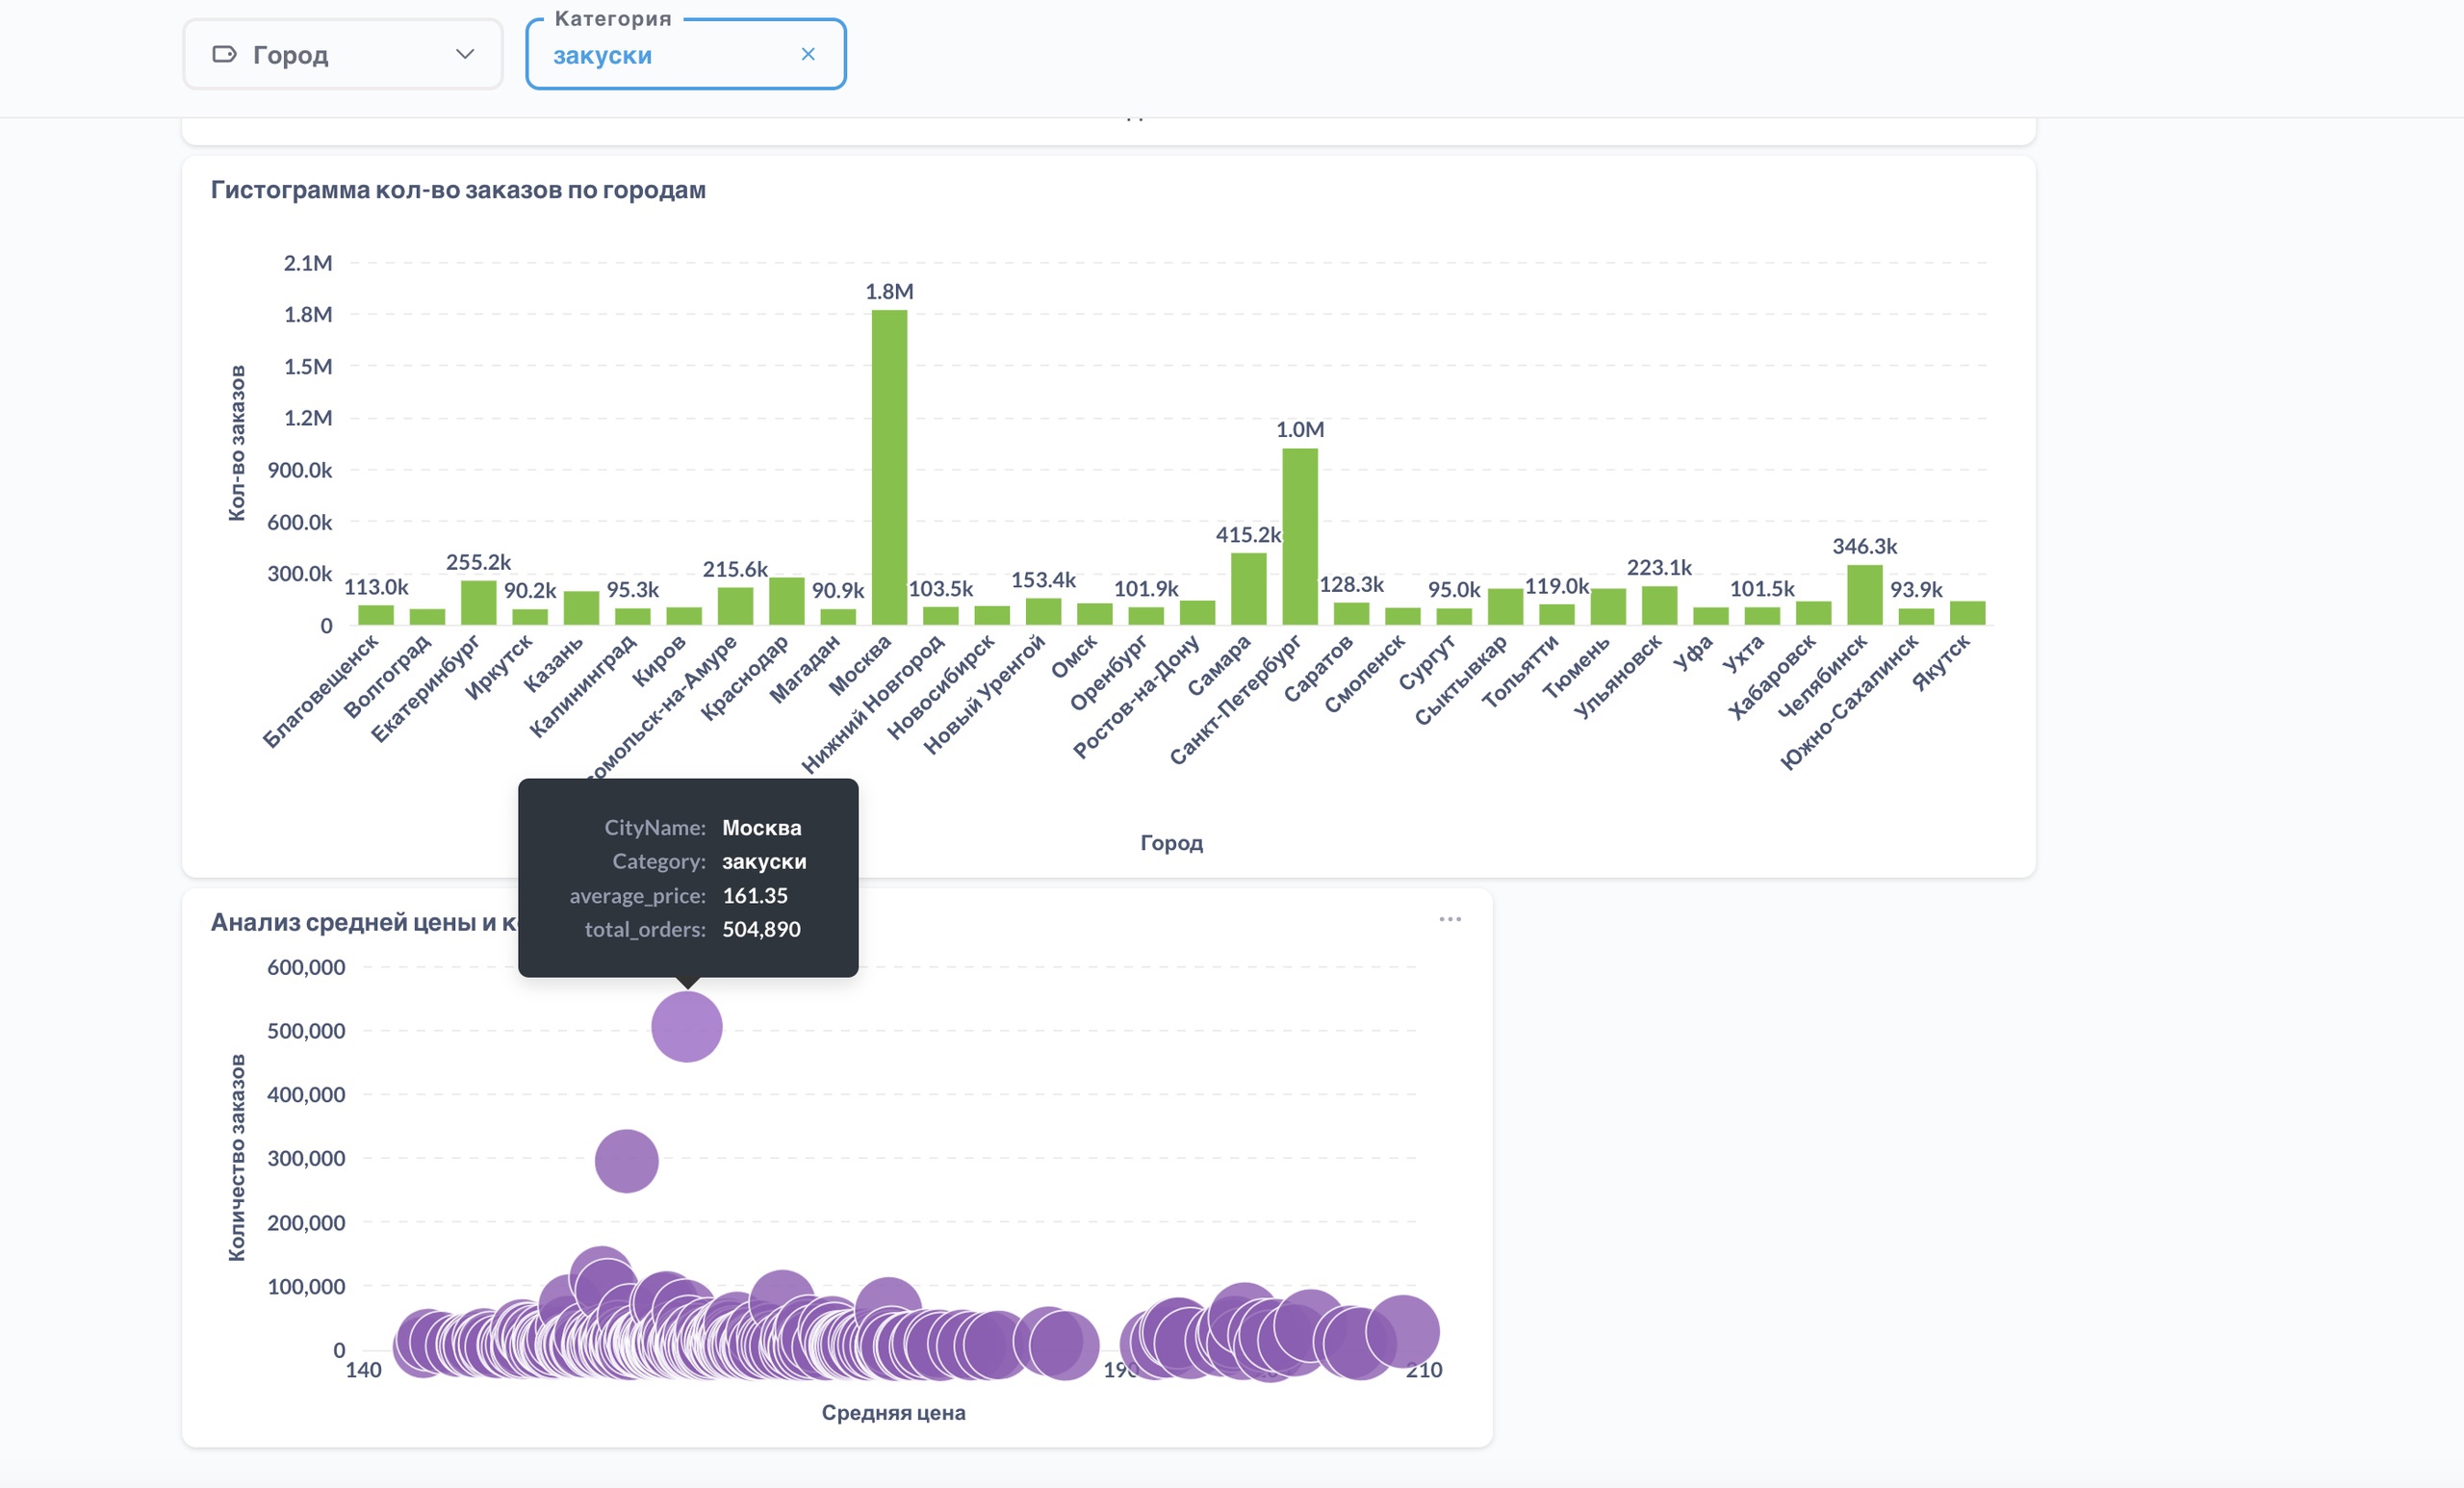 Категория
Город
закуски
Гистограмма кол-во заказов по городам
2.1M
1.8M
1.5M
1.2M
900.0k
600.0k
300.0k
0
Кол-во заказов
113.0k
255.2k
90.2k
95.3k
215.6k
90.9k
1.8M
103.5k
153.4k
101.9k
415.2k
1.0M
128.3k
95.0k
119.0k
223.1k
101.5k
346.3k
93.9k
Благовещенск
Волгоград
Екатеринбург
Иркутск
Казань
Калининград
Киров
сомольск-на-Амуре
Краснодар
Магадан
Москва
Нижний Новгород
Новосибирск
Новый Уренгой
Омск
Оренбург
Ростов-на-Дону
Самара
Санкт-Петербург
Саратов
Смоленск
Сургут
Сыктывкар
Тольятти
Тюмень
Ульяновск
Уфа
Ухта
Хабаровск
Челябинск
Южно-Сахалинск
Якутск
Город
CityName: Москва
Category: закуски
average_price: 161.35
total_orders: 504,890
Анализ средней цены и к
600,000
500,000
400,000
300,000
200,000
100,000
0
Количество заказов
140
190
210
Средняя цена